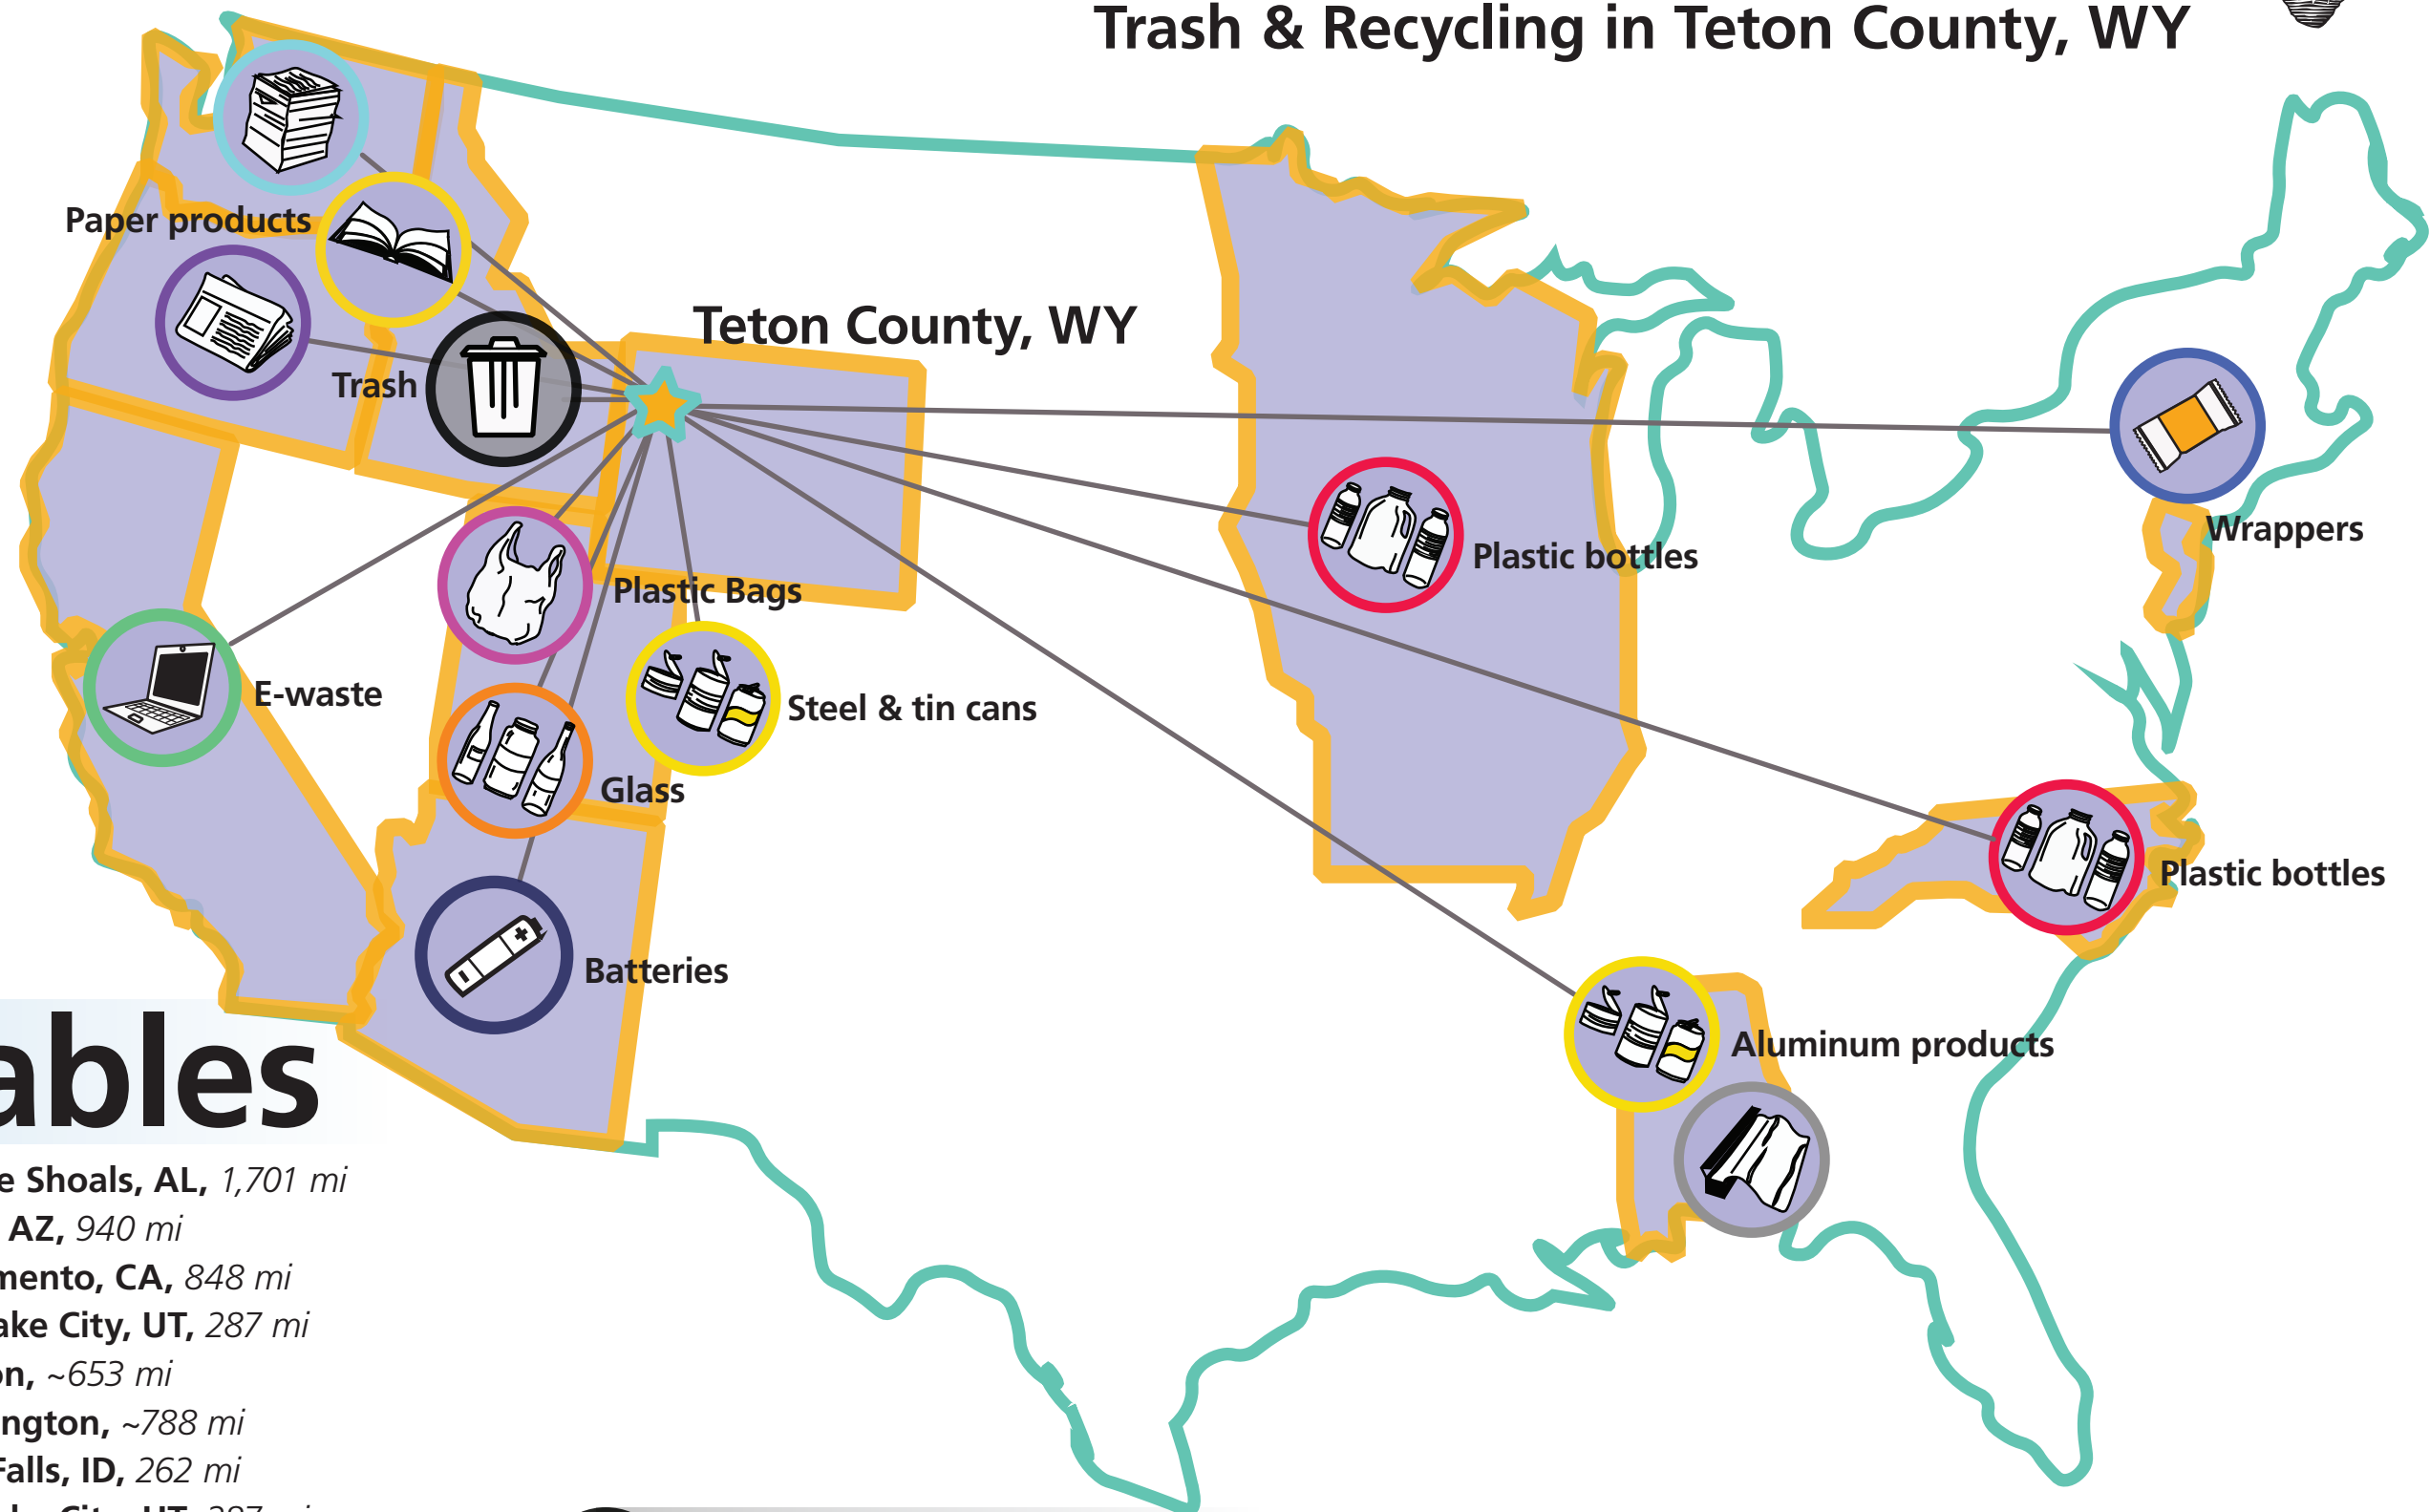 Trash & Recycling in Teton County, WY
Paper products
Teton County, WY
Trash
Wrappers
Plastic bottles
Plastic Bags
E-waste
Steel & tin cans
Glass
Plastic bottles
Batteries
Aluminum products
ables
e Shoals, AL, 1,701 mi
AZ, 940 mi
mento, CA, 848 mi
ake City, UT, 287 mi
on, ~653 mi
ngton, ~788 mi
Falls, ID, 262 mi